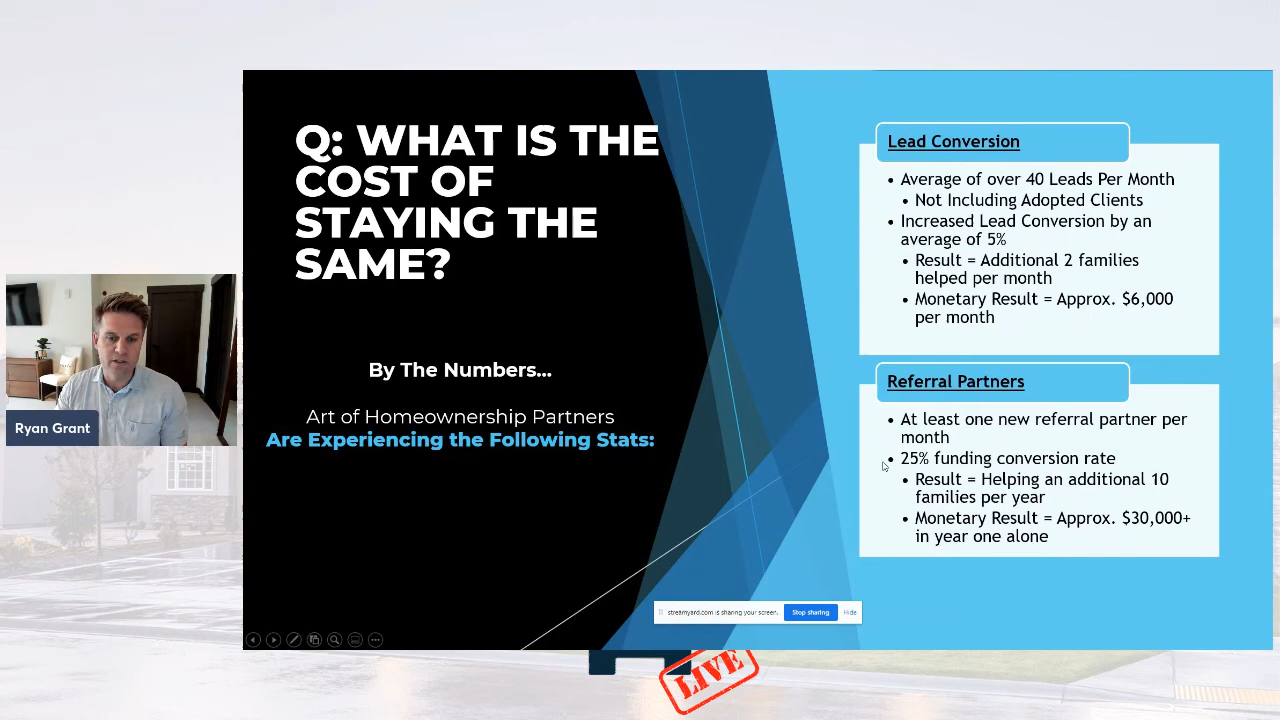 Q: WHAT IS THE
COST OF
STAYING THE
SAME?
By The Numbers...
Art of Homeownership Partners
Are Experiencing the Following Stats:
Lead Conversion
• Average of over 40 Leads Per Month
• Not Including Adopted Clients
• Increased Lead Conversion by an
average of 5%
• Result = Additional 2 families
helped per month
• Monetary Result = Approx. $6,000
per month
Referral Partners
• At least one new referral partner per
month
• 25% funding conversion rate
• Result = Helping an additional 10
families per year
• Monetary Result = Approx. $30,000+
in year one alone
Ryan Grant
streamyard.com is sharing your screen.
Stop sharing
Hide
LIVE